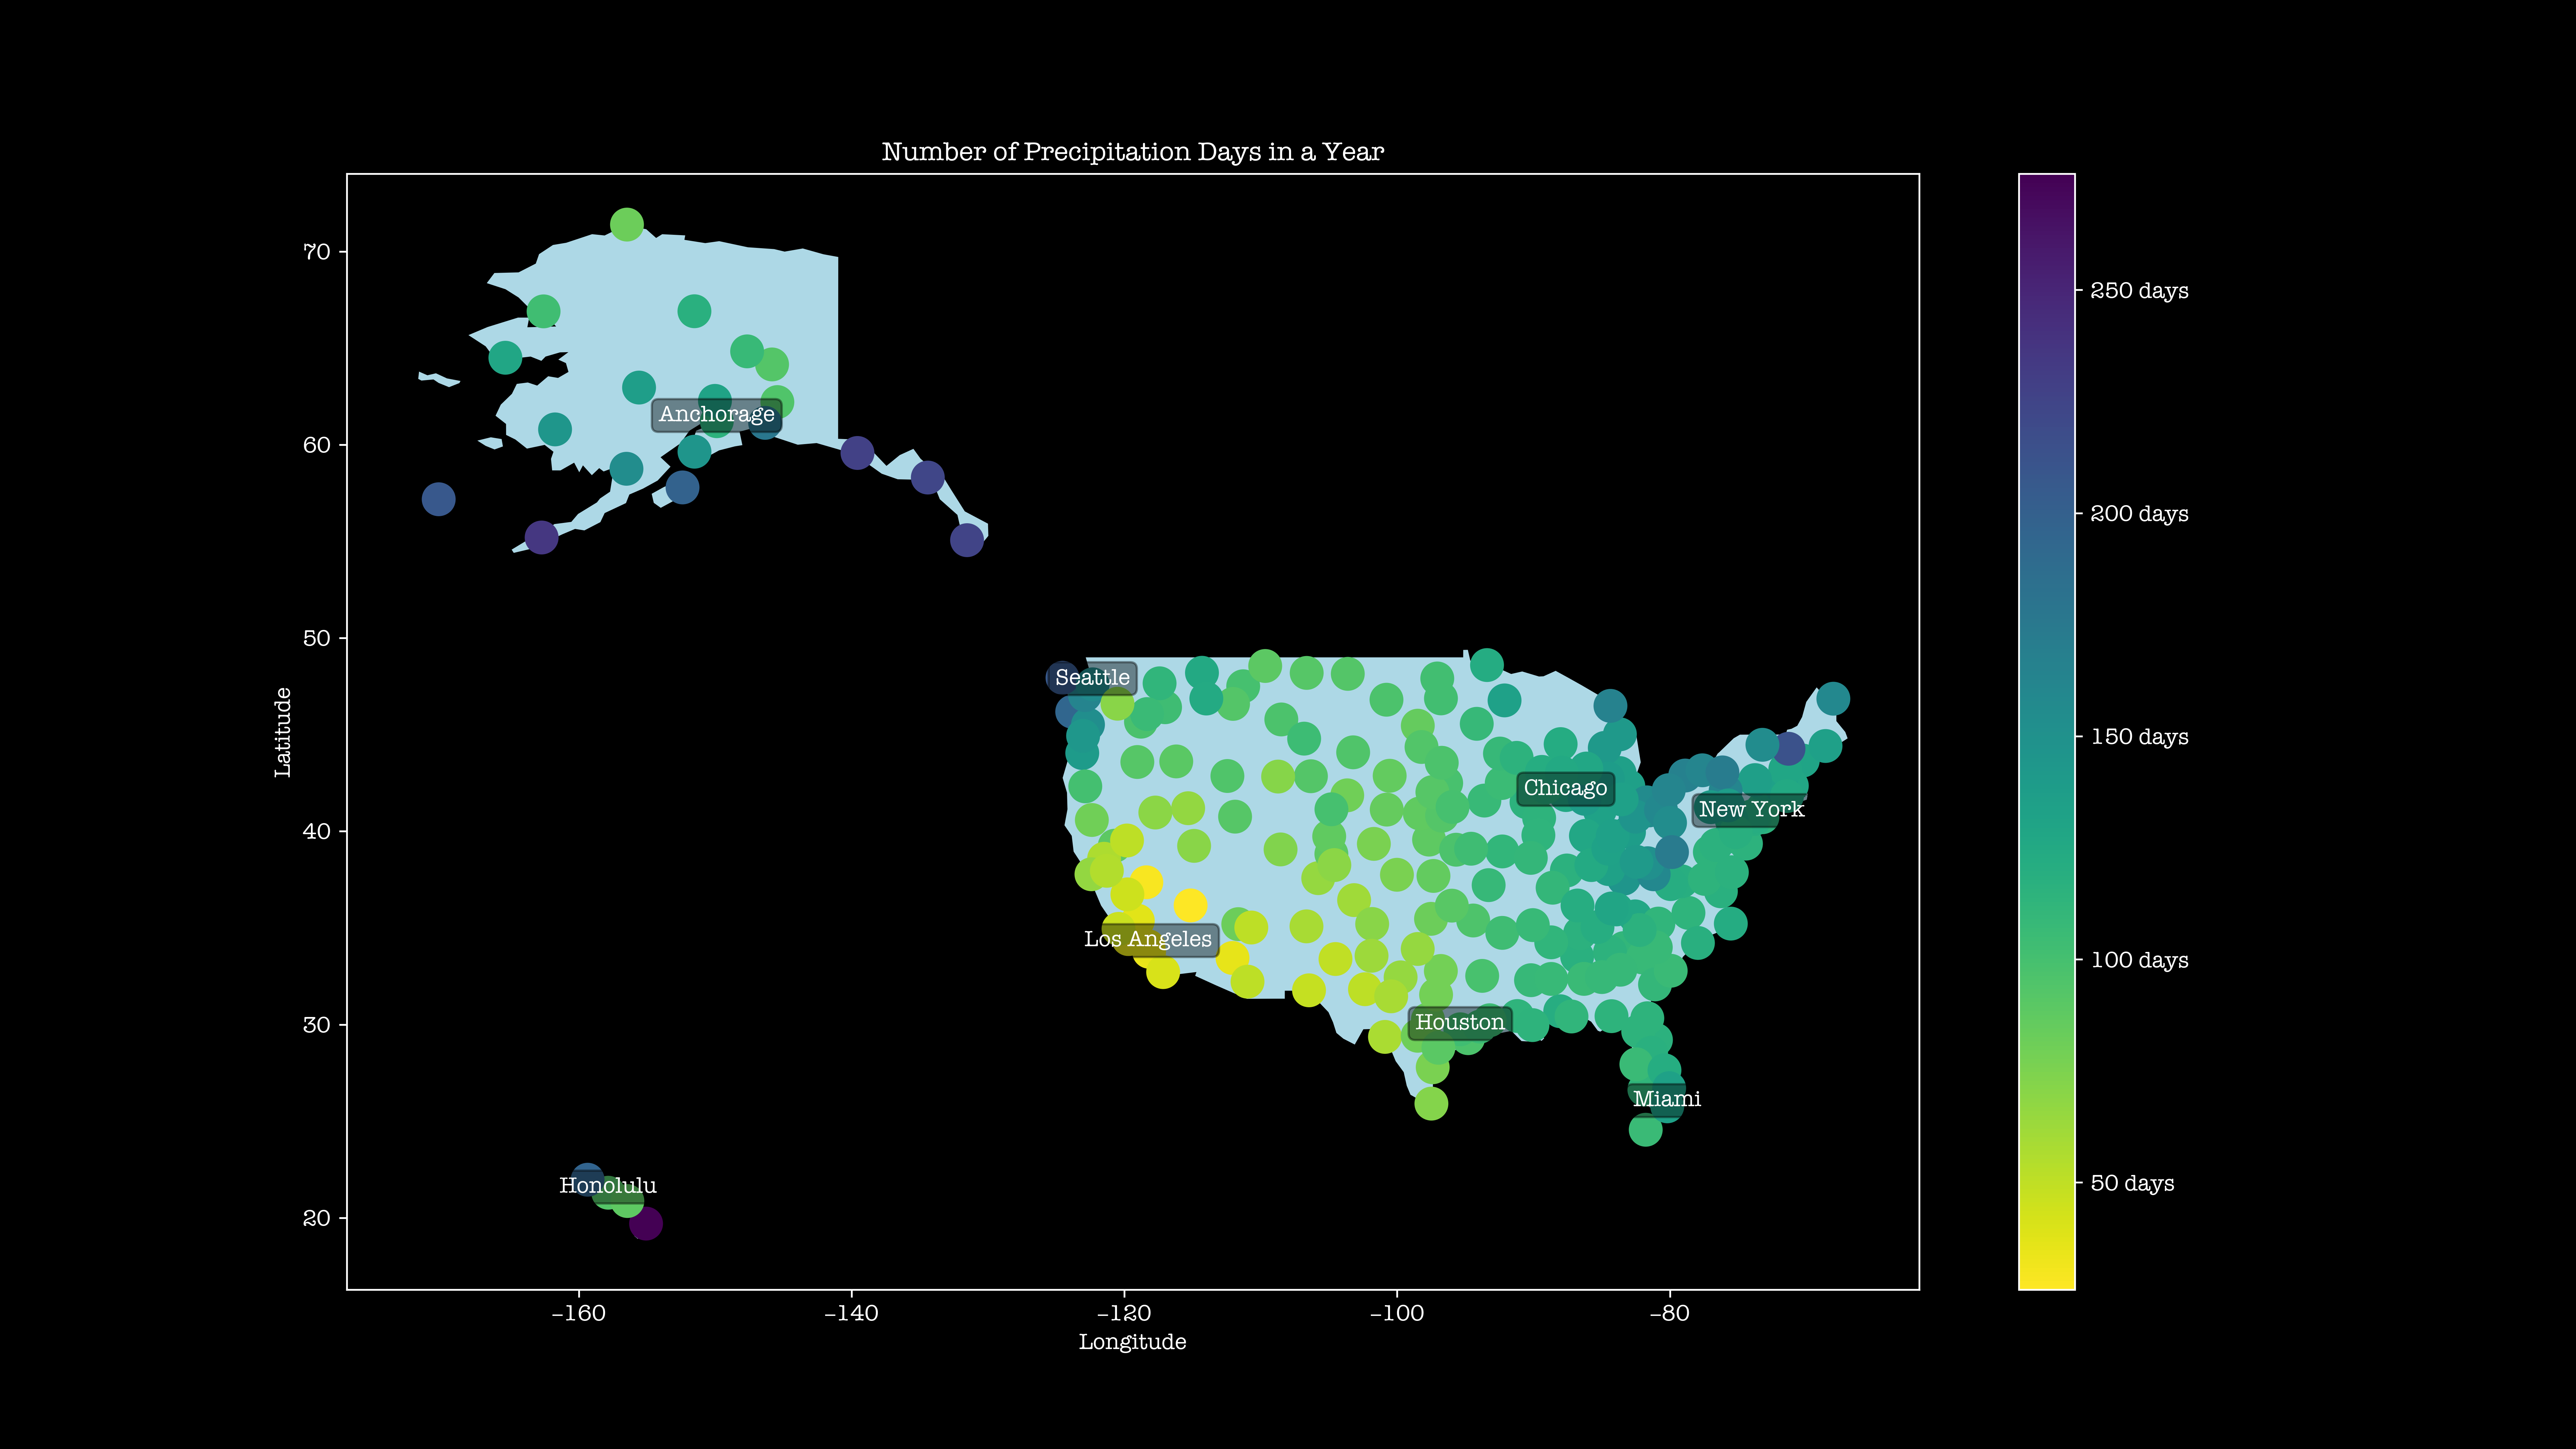 Number of Precipitation Days in a Year
70
60
50
40
30
20
Latitude
-160
-140
-120
-100
-80
Longitude
Anchorage
Seattle
Chicago
New York
Los Angeles
Houston
Miami
Honolulu
250 days
200 days
150 days
100 days
50 days